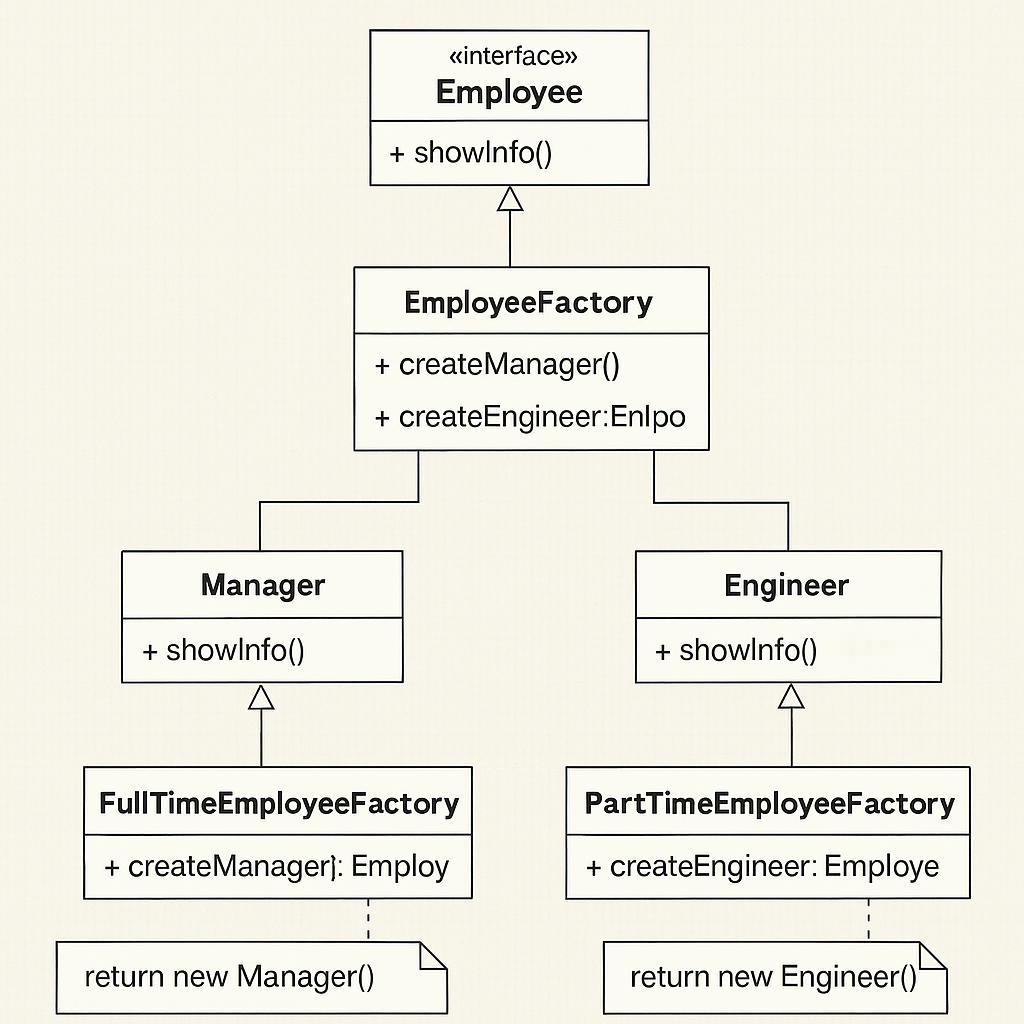 «interface»
Employee
+ showInfo()
EmployeeFactory
+ createManager()
+ createEngineer:Enlpo
Manager
+ showInfo()
Engineer
+ showInfo()
FullTimeEmployeeFactory
+ createManager}: Employ
PartTimeEmployeeFactory
+ createEngineer: Employe
return new Manager()
return new Engineer()